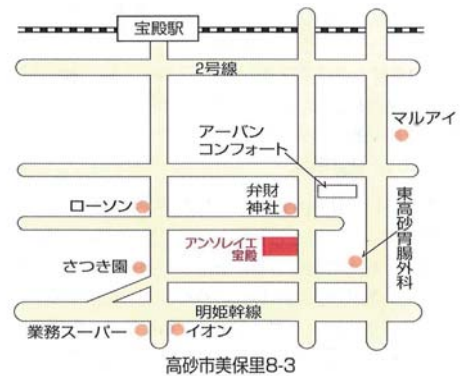 宝殿駅
2号線
マルアイ
アーバン
コンフォート
弁財
神社
ローソン
東高砂胃腸外科
アンソレイエ
宝殿
さつき園
明姫幹線
業務スーパー
イオン
高砂市美保里8-3